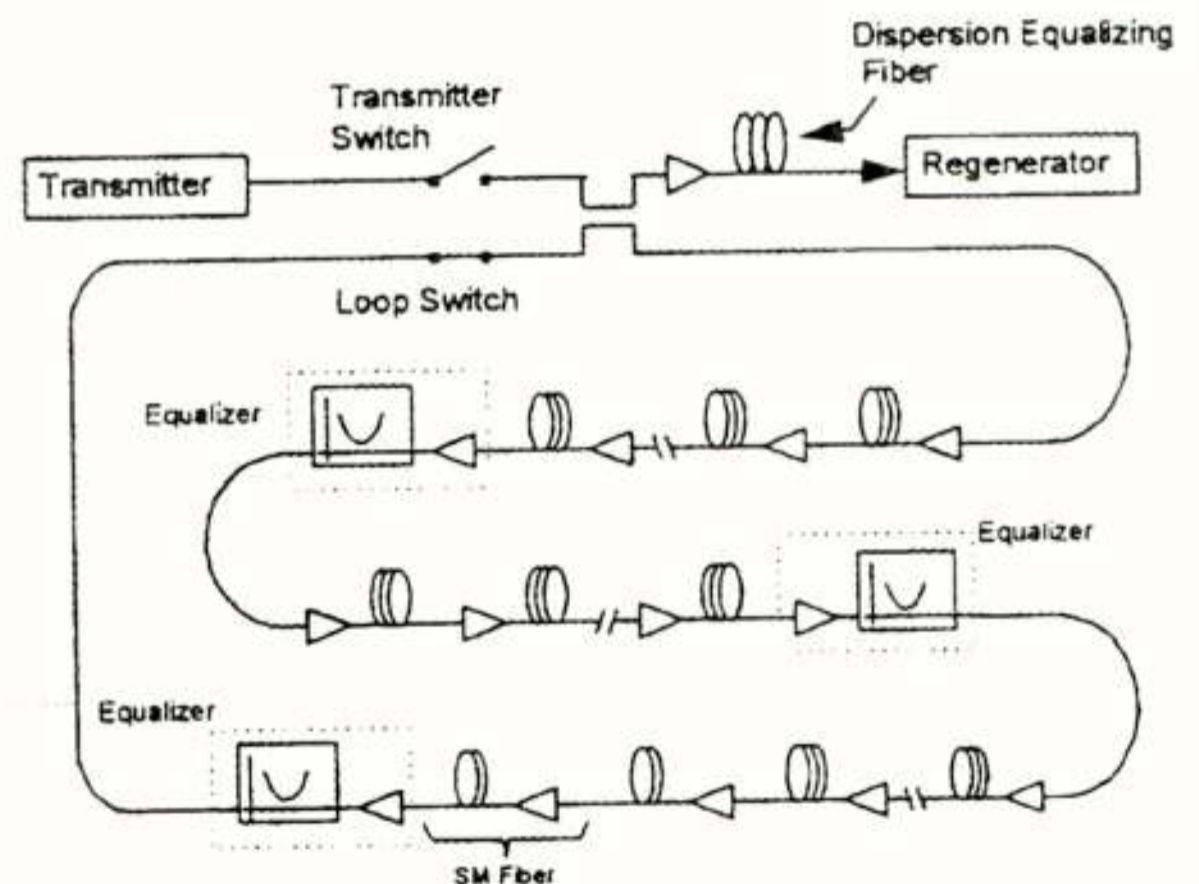 Dispersion Equalizing
Fiber
Transmitter
Switch
Transmitter
Regenerator
Loop Switch
Equalizer
Equalizer
Equalizer
SM Fiber